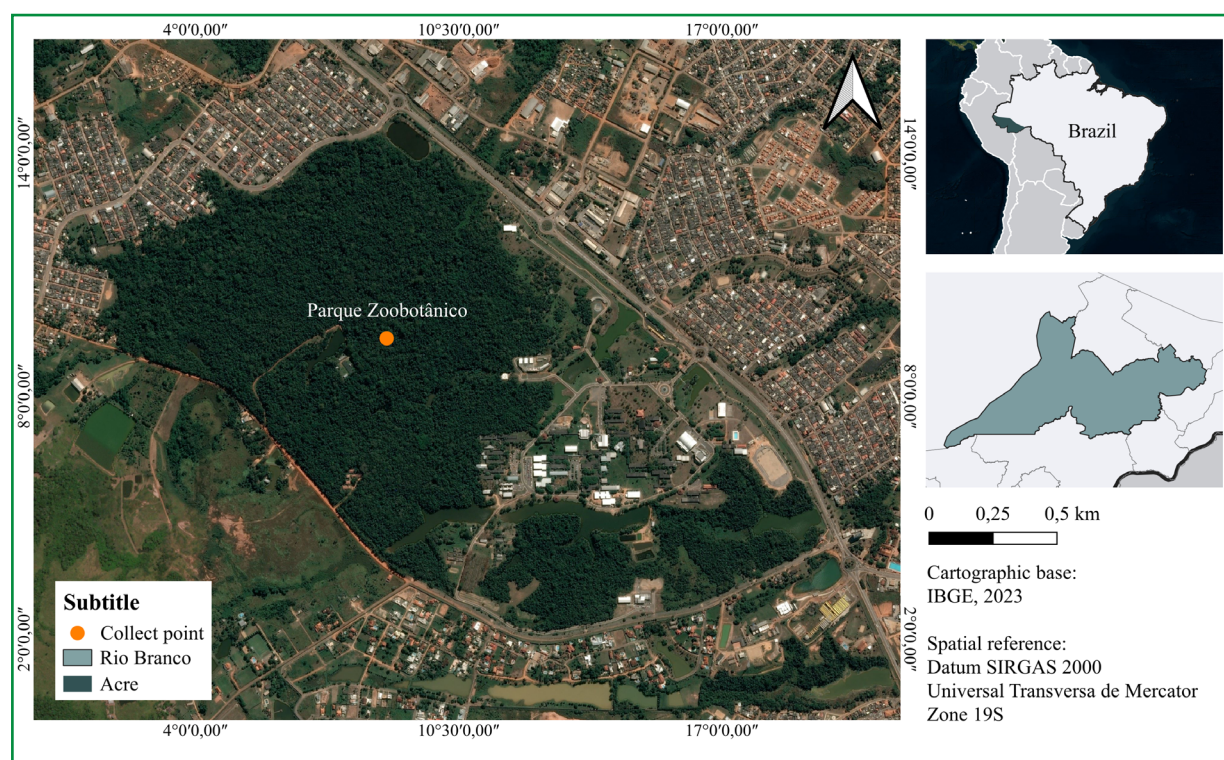 4°0′0,00″
10°30′0,00″
17°0′0,00″
14°0′0,00″
8°0′0,00″
2°0′0,00″
Parque Zoobotânico
Subtitle
Collect point
Rio Branco
Acre
14°0′0,00″
8°0′0,00″
2°0′0,00″
4°0′0,00″
10°30′0,00″
17°0′0,00″
Brazil
0 0,25 0,5 km
Cartographic base:
IBGE, 2023
Spatial reference:
Datum SIRGAS 2000
Universal Transversa de Mercator
Zone 19S